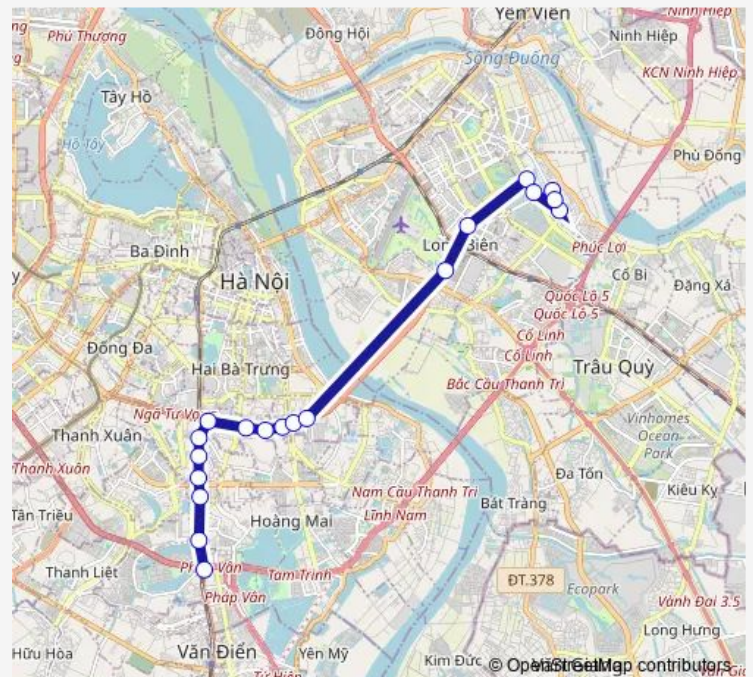 Yên Viên
Ninh Hiệp
Phú Thượng
Đông Hội
Ninh Hiệp
Sông Đuống
KCN Ninh Hiệp
Tây Hồ
Hồ Tây
Phù Đổng
Ba Đình
Long Biên
Phúc Lợi
Cổ Bi
Đặng Xá
Hà Nội
Quốc Lộ 5
Quốc Lộ 5
Cổ Linh
Cổ Linh
Đống Đa
Hai Bà Trưng
Trâu Quỳ
Bắc Cầu Thanh Trì
Ngã Tư Vọ
Vinhomes
Ocean
Park
Thanh Xuân
Thanh Xuân
Đa Tốn
Kiêu Kỵ
Nam Cầu Thanh Trì
Bát Tràng
Tân Triều
Hoàng Mai
Lĩnh Nam
Thanh Liệt
Pháp Vân
Tam Trinh
ĐT.378
Ecopark
Pháp Vân
Vành Đai 3.5
Long Hưng
Văn Điển
Yên Mỹ
Hữu Hòa
Kim Đức
© OpenStreetMap contributors